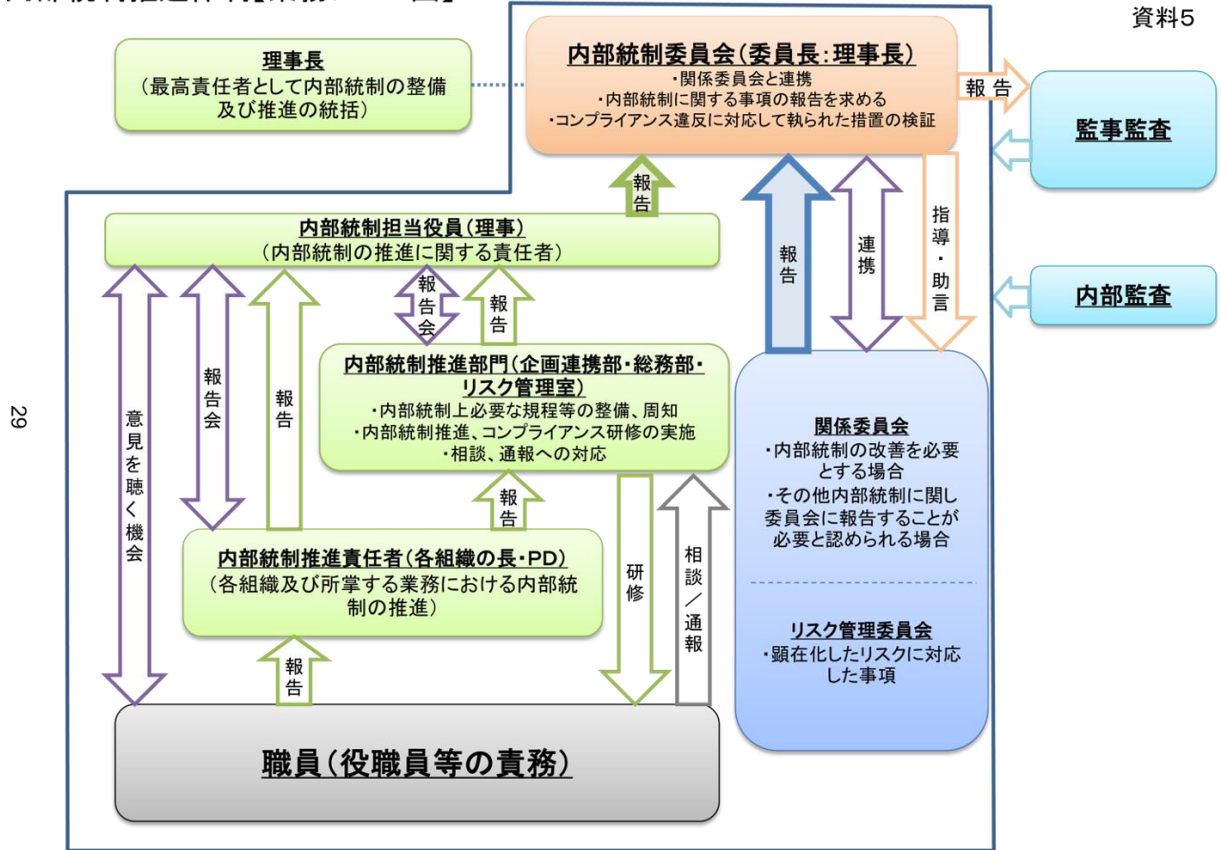 資料5
理事長
(最高責任者として内部統制の整備
及び推進の統括)
内部統制委員会(委員長:理事長)
・関係委員会と連携
・内部統制に関する事項の報告を求める
・コンプライアンス違反に対応して執られた措置の検証
報告
監事監査
内部監査
報告
内部統制担当役員(理事)
(内部統制の推進に関する責任者)
報告
連携
指導・助言
意見を聴く機会
報告会
報告
報告会
報告
内部統制推進部門(企画連携部・総務部・
リスク管理室)
・内部統制上必要な規程等の整備、周知
・内部統制推進、コンプライアンス研修の実施
・相談、通報への対応
関係委員会
・内部統制の改善を必要
とする場合
・その他内部統制に関し
委員会に報告することが
必要と認められる場合
リスク管理委員会
・顕在化したリスクに対応
した事項
報告
内部統制推進責任者(各組織の長・PD)
(各組織及び所掌する業務における内部統
制の推進)
研修
相談/通報
報告
職員(役職員等の責務)
29